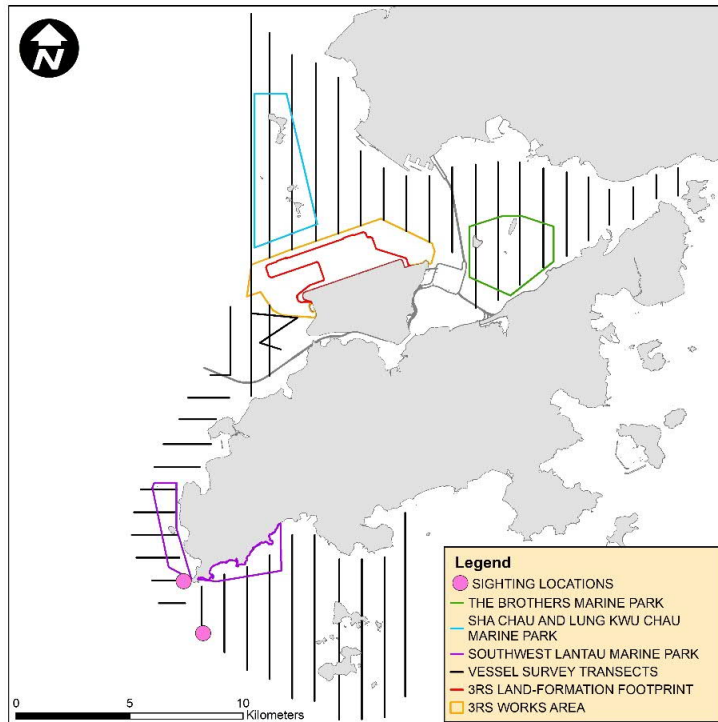 N
Legend
SIGHTING LOCATIONS
THE BROTHERS MARINE PARK
SHA CHAU AND LUNG KWU CHAU
MARINE PARK
SOUTHWEST LANTAU MARINE PARK
VESSEL SURVEY TRANSECTS
3RS LAND-FORMATION FOOTPRINT
3RS WORKS AREA
0 5 10
Kilometers